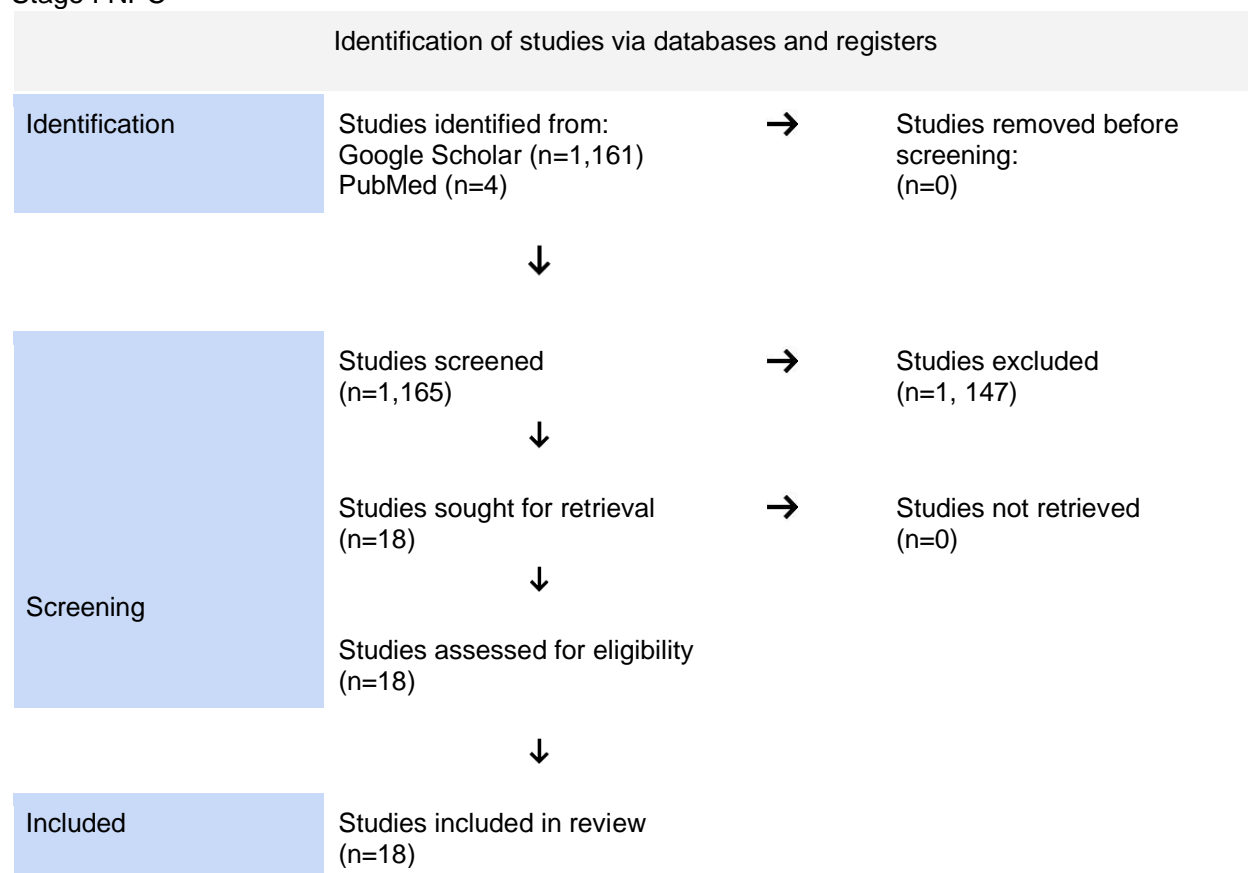 Identification of studies via databases and registers
Identification
Studies identified from:
Google Scholar (n=1,161)
PubMed (n=4)
→
Studies removed before
screening:
(n=0)
↓
Studies screened
(n=1,165)
→
Studies excluded
(n=1, 147)
↓
Studies sought for retrieval
(n=18)
→
Studies not retrieved
(n=0)
↓
Screening
Studies assessed for eligibility
(n=18)
↓
Included
Studies included in review
(n=18)